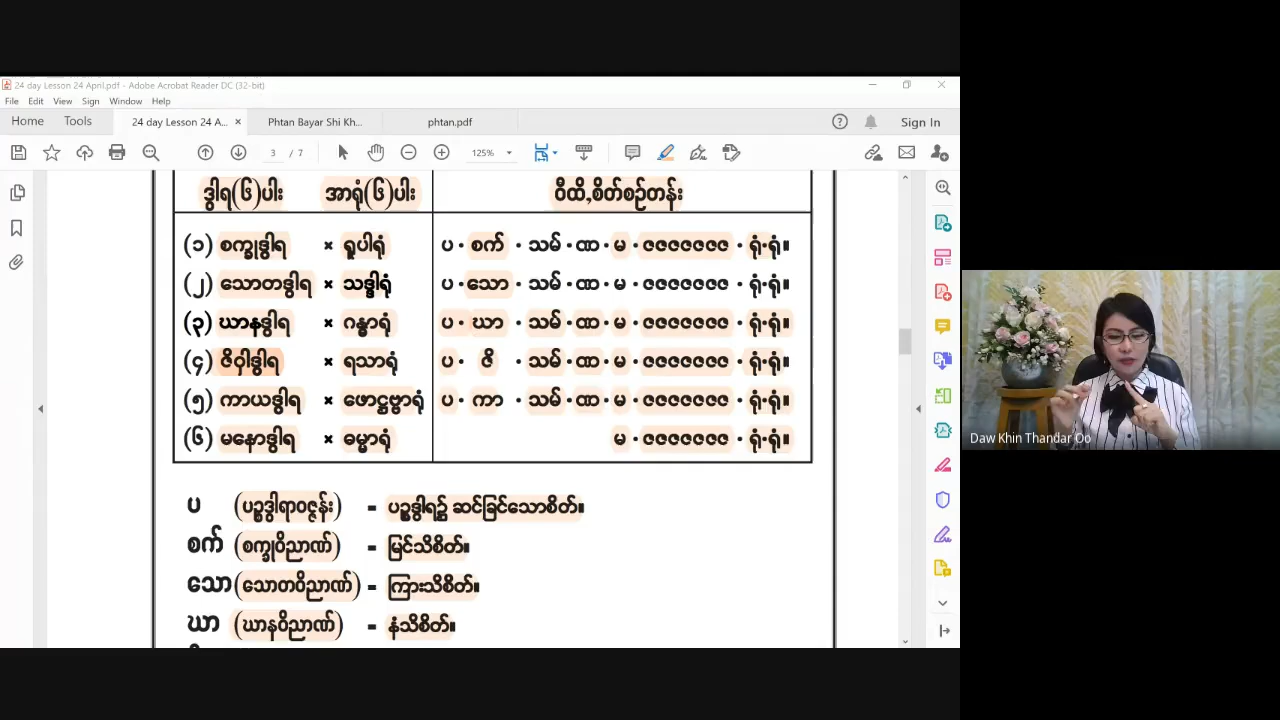 24 day Lesson 24 April.pdf - Adobe Acrobat Reader DC (32-bit)
File Edit View Sign Window Help
Home Tools 24 day Lesson 24 A... × Phtan Bayar Shi Kh... phtan.pdf Sign In
3 / 7 125%
ဒွါရ(၆)ပါး အာရုံ(၆)ပါး ဝီထိ,စိတ်စဉ်တန်း
(၁) စက္ခုဒွါရ × ရူပါရုံ ပ · စက် · သမ် · ဏ · မ · ဇဇဇဇဇဇဇ · ရုံ·ရုံ။
(၂) သောတဒွါရ × သဒ္ဒါရုံ ပ · သော · သမ် · ဏ · မ · ဇဇဇဇဇဇဇ · ရုံ·ရုံ။
(၃) ဃာနဒွါရ × ဂန္ဓာရုံ ပ · ဃာ · သမ် · ဏ · မ · ဇဇဇဇဇဇဇ · ရုံ·ရုံ။
(၄) ဇိဝှါဒွါရ × ရသာရုံ ပ · ဇိ · သမ် · ဏ · မ · ဇဇဇဇဇဇဇ · ရုံ·ရုံ။
(၅) ကာယဒွါရ × ဖောဋ္ဌဗ္ဗာရုံ ပ · ကာ · သမ် · ဏ · မ · ဇဇဇဇဇဇဇ · ရုံ·ရုံ။
(၆) မနောဒွါရ × ဓမ္မာရုံ မ · ဇဇဇဇဇဇဇ · ရုံ·ရုံ။
ပ (ပဉ္စဒွါရာဝဇ္ဇန်း) = ပဉ္စဒွါရ၌ ဆင်ခြင်သောစိတ်။
စက် (စက္ခုဝိညာဏ်) = မြင်သိစိတ်။
သော (သောတဝိညာဏ်) = ကြားသိစိတ်။
ဃာ (ဃာနဝိညာဏ်) = နံသိစိတ်။
Daw Khin Thandar Oo